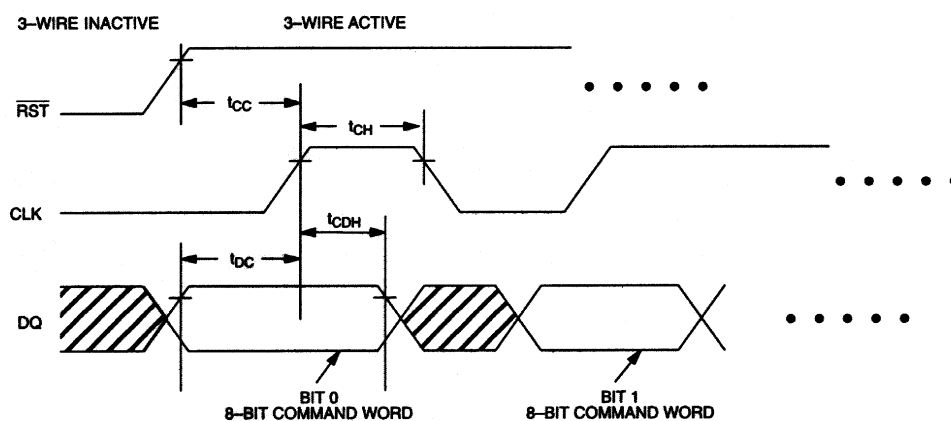 3–WIRE INACTIVE
3–WIRE ACTIVE
RST
tCC
tCH
CLK
tCDH
tDC
DQ
BIT 0
8–BIT COMMAND WORD
BIT 1
8–BIT COMMAND WORD